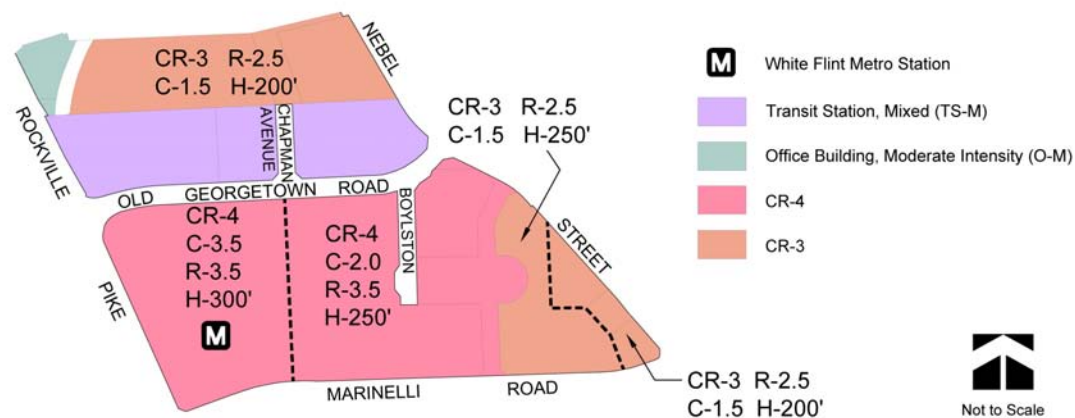 CR-3 R-2.5
C-1.5 H-200'
NEBEL
ROCKVILLE
AVENUE
CHAPMAN
OLD GEORGETOWN ROAD
BOYLSTON
STREET
PIKE
CR-4
C-3.5
R-3.5
H-300'
M
CR-4
C-2.0
R-3.5
H-250'
CR-3 R-2.5
C-1.5 H-250'
MARINELLI ROAD
CR-3 R-2.5
C-1.5 H-200'
M White Flint Metro Station
Transit Station, Mixed (TS-M)
Office Building, Moderate Intensity (O-M)
CR-4
CR-3
Not to Scale